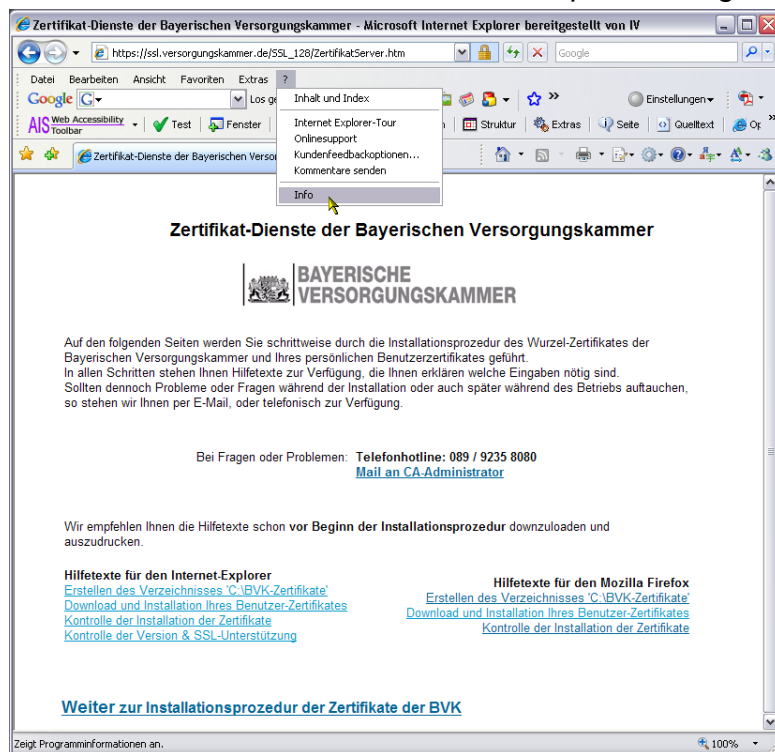 Zertifikat-Dienste der Bayerischen Versorgungskammer - Microsoft Internet Explorer bereitgestellt von IV
https://ssl.versorgungskammer.de/SSL_128/ZertifikatServer.htm
Google
Datei Bearbeiten Ansicht Favoriten Extras ?
Google G Los ge
Einstellungen
AIS Web Accessibility Toolbar Test Fenster
Struktur Extras Seite Quelltext
Zertifikat-Dienste der Bayerischen Versor
Inhalt und Index
Internet Explorer-Tour
Onlinesupport
Kundenfeedbackoptionen...
Kommentare senden
Info
Zertifikat-Dienste der Bayerischen Versorgungskammer
BAYERISCHE
VERSORGUNGSKAMMER
Auf den folgenden Seiten werden Sie schrittweise durch die Installationsprozedur des Wurzel-Zertifikates der
Bayerischen Versorgungskammer und Ihres persönlichen Benutzerzertifikates geführt.
In allen Schritten stehen Ihnen Hilfetexte zur Verfügung, die Ihnen erklären welche Eingaben nötig sind.
Sollten dennoch Probleme oder Fragen während der Installation oder auch später während des Betriebs auftauchen,
so stehen wir Ihnen per E-Mail, oder telefonisch zur Verfügung.
Bei Fragen oder Problemen: Telefonhotline: 089 / 9235 8080
Mail an CA-Administrator
Wir empfehlen Ihnen die Hilfetexte schon vor Beginn der Installationsprozedur downzuloaden und
auszudrucken.
Hilfetexte für den Internet-Explorer
Erstellen des Verzeichnisses 'C:\BVK-Zertifikate'
Download und Installation Ihres Benutzer-Zertifikates
Kontrolle der Installation der Zertifikate
Kontrolle der Version & SSL-Unterstützung
Hilfetexte für den Mozilla Firefox
Erstellen des Verzeichnisses 'C:\BVK-Zertifikate'
Download und Installation Ihres Benutzer-Zertifikates
Kontrolle der Installation der Zertifikate
Weiter zur Installationsprozedur der Zertifikate der BVK
Zeigt Programminformationen an.
100%